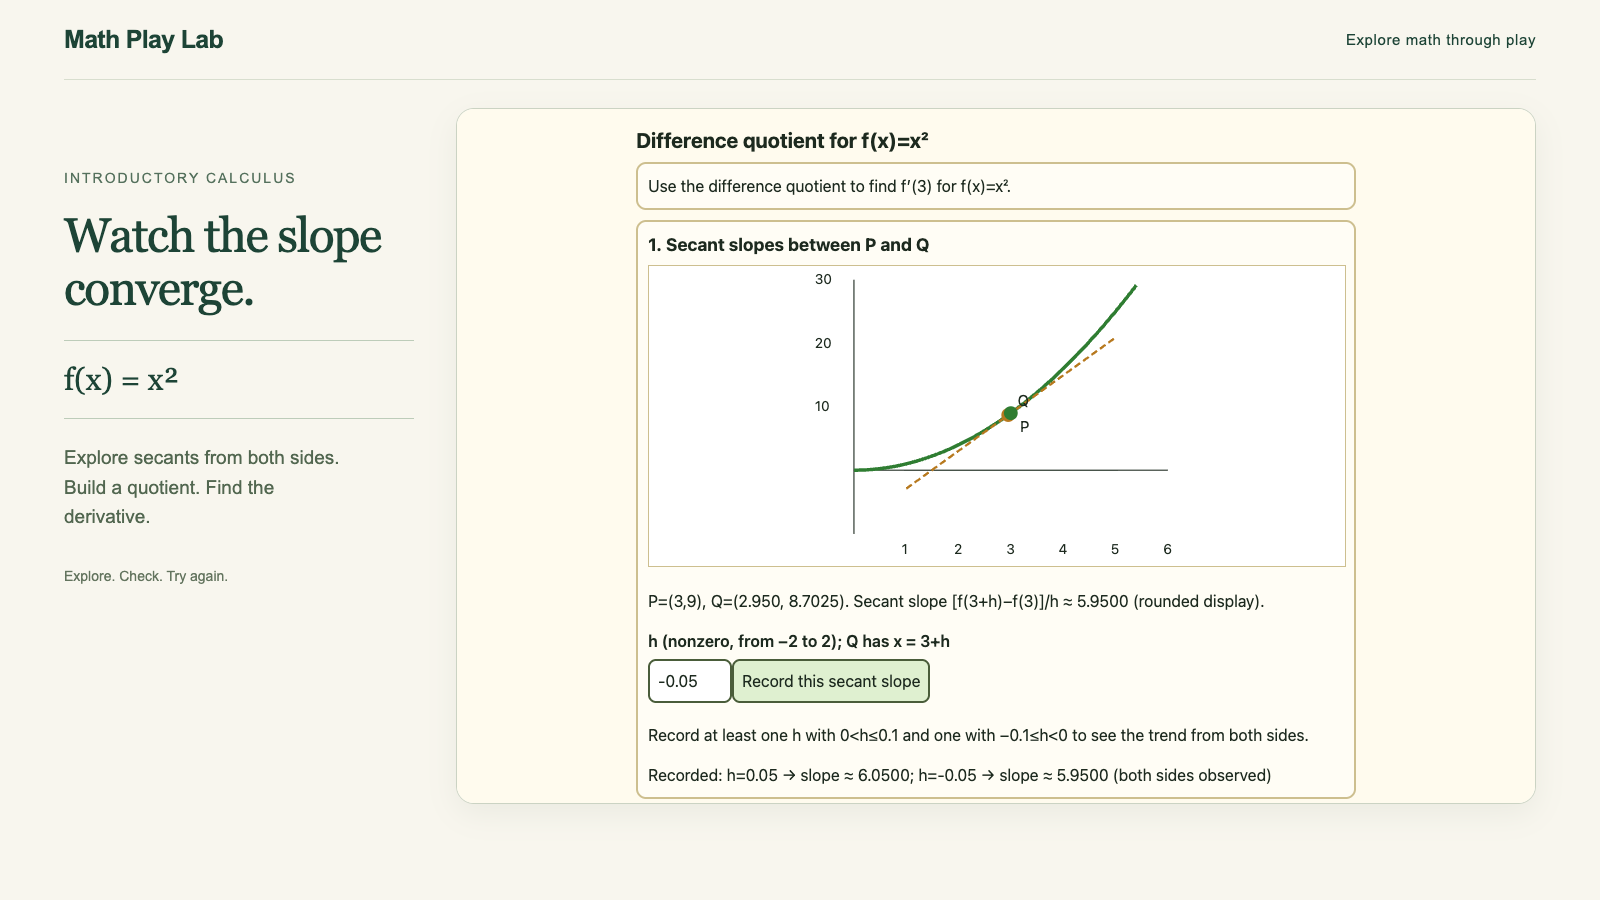 Math Play Lab
Explore math through play
INTRODUCTORY CALCULUS
Watch the slope
converge.
f(x) = x²
Explore secants from both sides.
Build a quotient. Find the
derivative.
Explore. Check. Try again.
Difference quotient for f(x)=x²
Use the difference quotient to find f′(3) for f(x)=x².
1. Secant slopes between P and Q
30
20
10
Q
P
1 2 3 4 5 6
P=(3,9), Q=(2.950, 8.7025). Secant slope [f(3+h)−f(3)]/h ≈ 5.9500 (rounded display).
h (nonzero, from −2 to 2); Q has x = 3+h
-0.05
Record this secant slope
Record at least one h with 0<h≤0.1 and one with −0.1≤h<0 to see the trend from both sides.
Recorded: h=0.05 → slope ≈ 6.0500; h=-0.05 → slope ≈ 5.9500 (both sides observed)